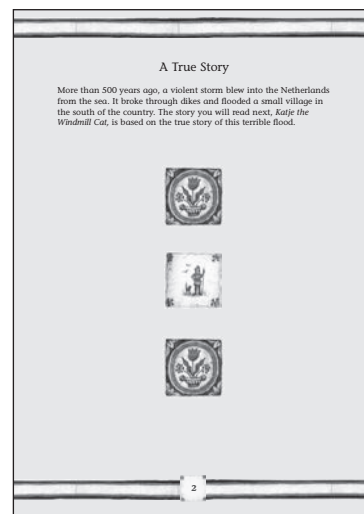 A True Story
More than 500 years ago, a violent storm blew into the Netherlands
from the sea. It broke through dikes and flooded a small village in
the south of the country. The story you will read next, Katje the
Windmill Cat, is based on the true story of this terrible flood.
2